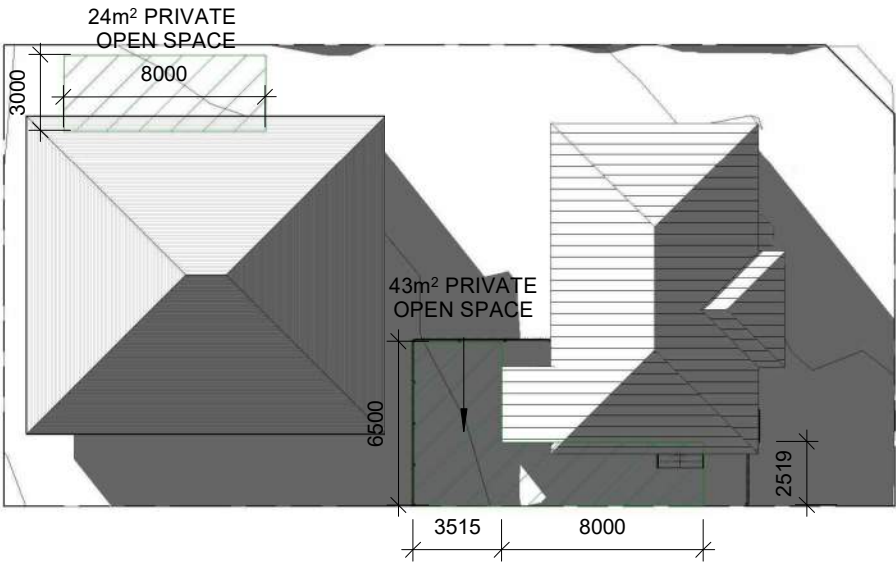 24m² PRIVATE
OPEN SPACE
8000
3000
43m² PRIVATE
OPEN SPACE
6500
2519
3515
8000